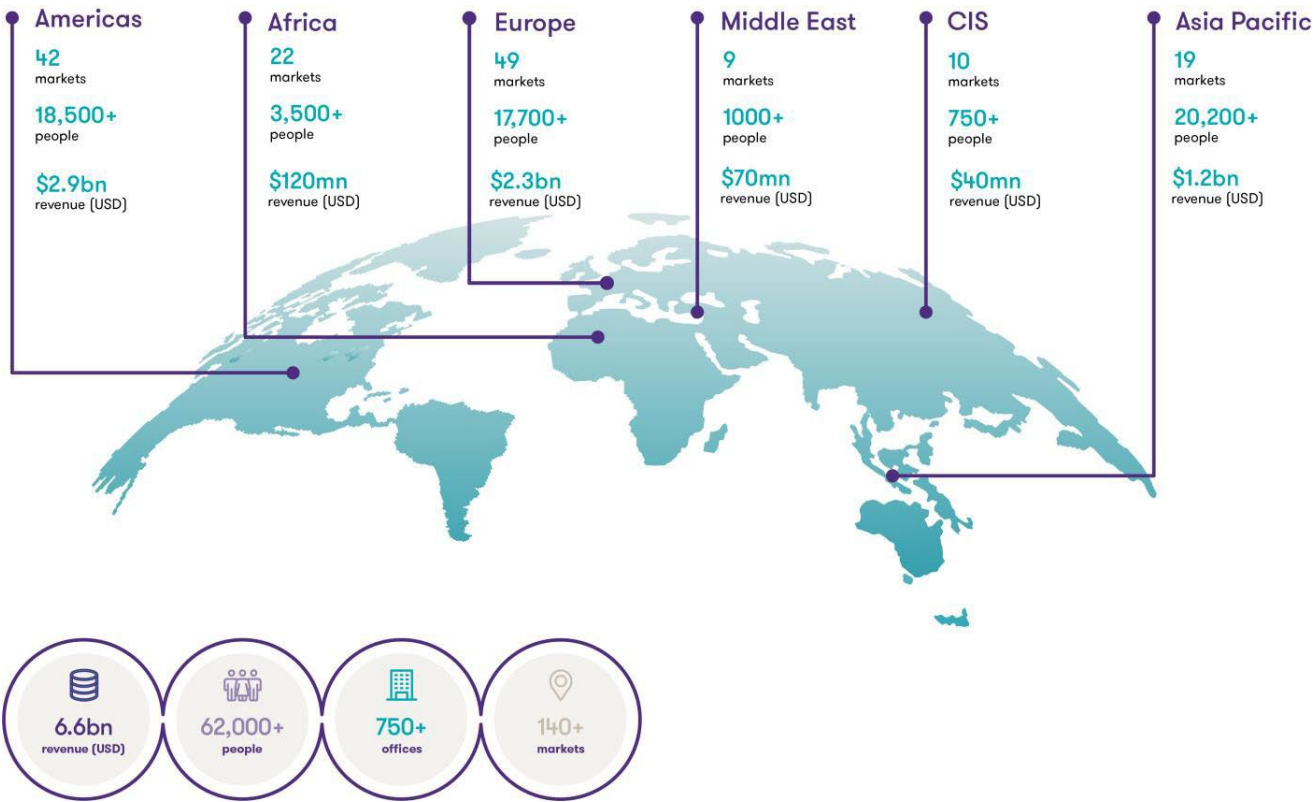 Americas
42
markets
18,500+
people
$2.9bn
revenue (USD)
Africa
22
markets
3,500+
people
$120mn
revenue (USD)
Europe
49
markets
17,700+
people
$2.3bn
revenue (USD)
Middle East
9
markets
1000+
people
$70mn
revenue (USD)
CIS
10
markets
750+
people
$40mn
revenue (USD)
Asia Pacific
19
markets
20,200+
people
$1.2bn
revenue (USD)
6.6bn
revenue (USD)
62,000+
people
750+
offices
140+
markets